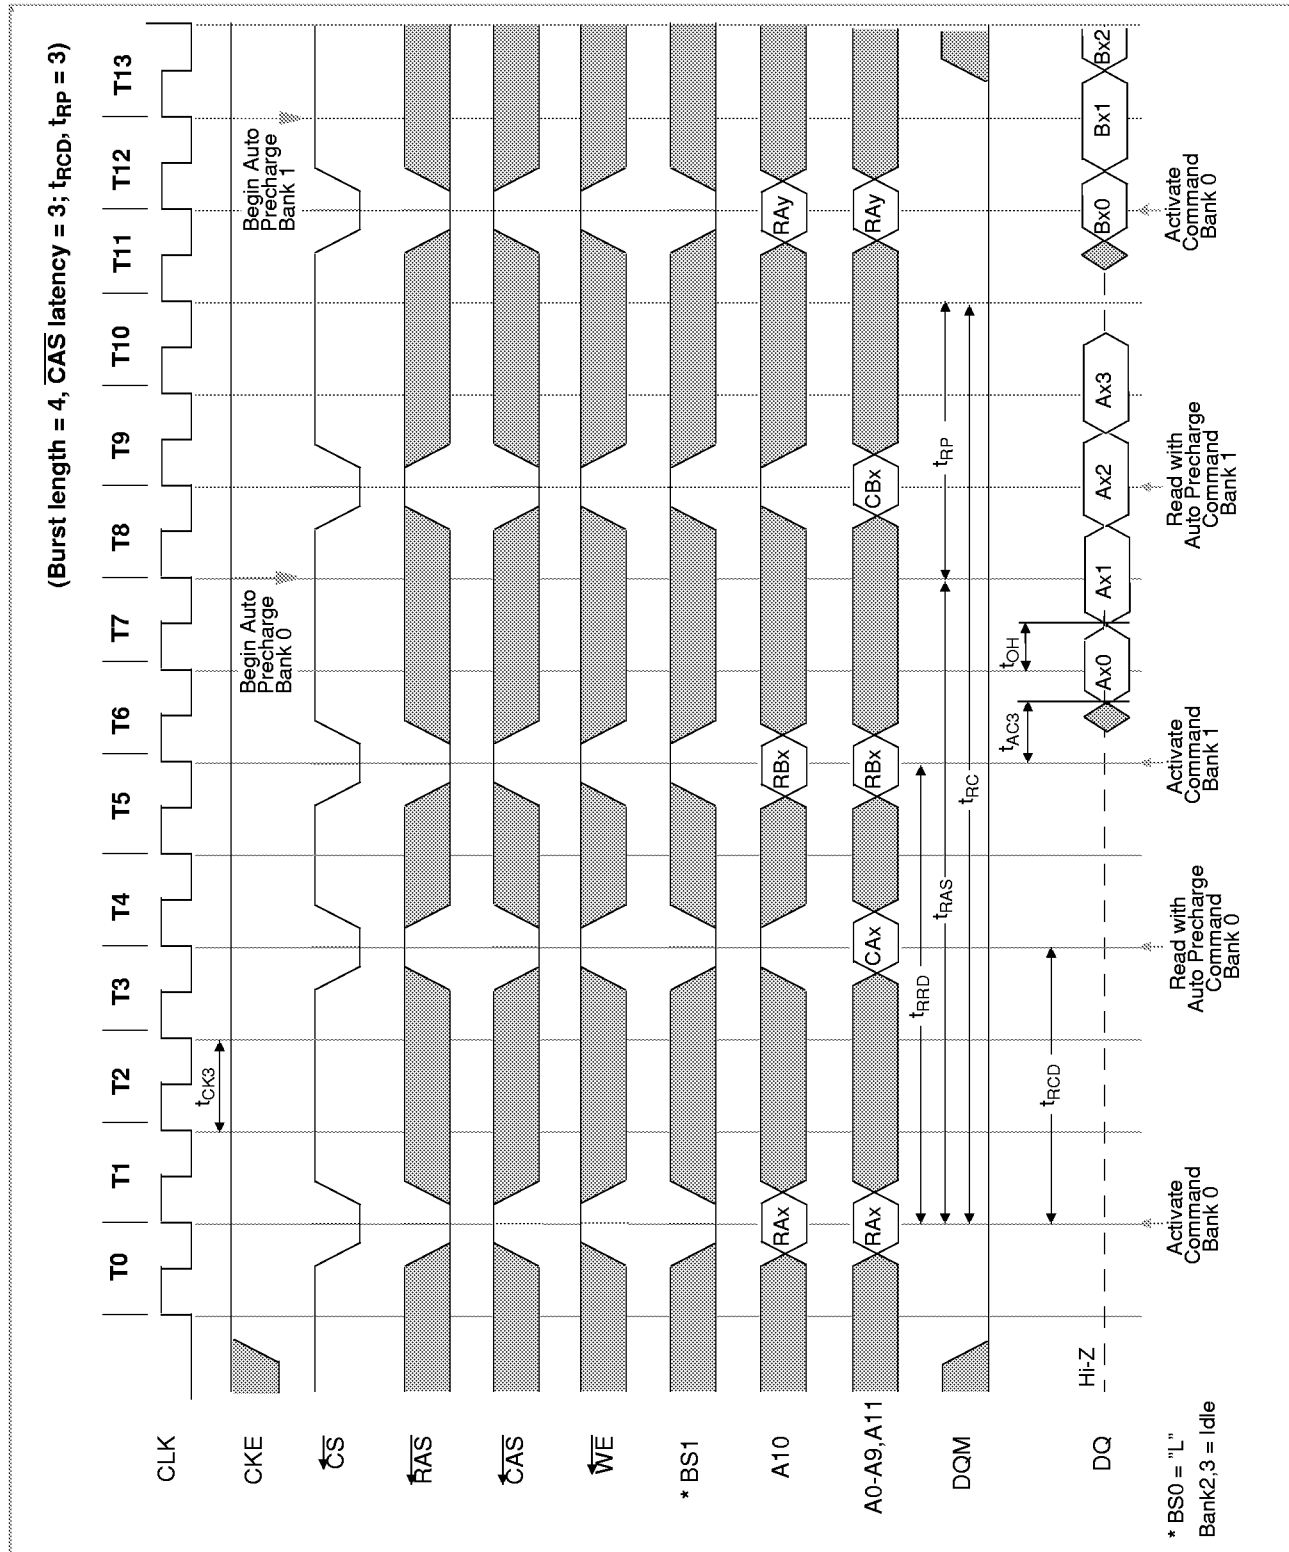 (Burst length = 4, CAS latency = 3; tRCD, tRP = 3)
T0 T1 T2 T3 T4 T5 T6 T7 T8 T9 T10 T11 T12 T13
CLK
tCK3
CKE
Begin Auto
Precharge
Bank 0
Begin Auto
Precharge
Bank 1
CS
RAS
CAS
WE
* BS1
A10
RAx RBx RAy
A0-A9,A11
RAx CAx RBx CBx RAy
tRRD
DQM
tRAS tRP
tRC
tAC3 tOH
tRCD
DQ
Hi-Z Ax0 Ax1 Ax2 Ax3 Bx0 Bx1 Bx2
Activate
Command
Bank 0
Read with
Auto Precharge
Command
Bank 0
Activate
Command
Bank 1
Read with
Auto Precharge
Command
Bank 1
Activate
Command
Bank 0
* BS0 = "L"
Bank2,3 = Idle